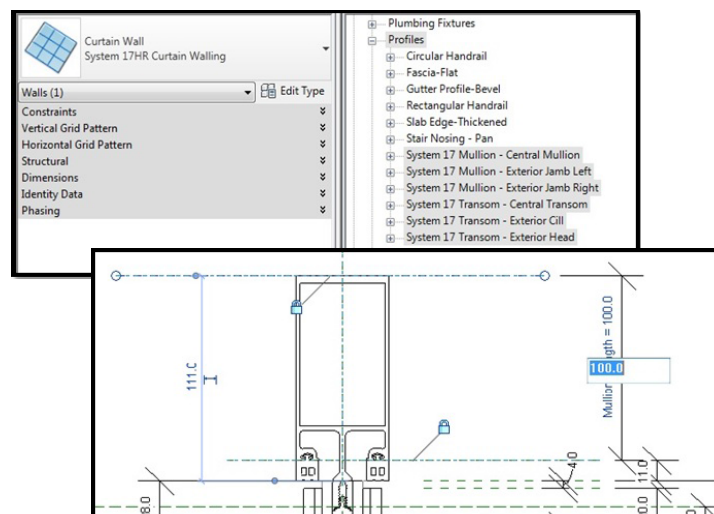 Curtain Wall
System 17HR Curtain Walling
Walls (1)
Edit Type
Constraints
Vertical Grid Pattern
Horizontal Grid Pattern
Structural
Dimensions
Identity Data
Phasing
Plumbing Fixtures
Profiles
Circular Handrail
Fascia-Flat
Gutter Profile-Bevel
Rectangular Handrail
Slab Edge-Thickened
Stair Nosing - Pan
System 17 Mullion - Central Mullion
System 17 Mullion - Exterior Jamb Left
System 17 Mullion - Exterior Jamb Right
System 17 Transom - Central Transom
System 17 Transom - Exterior Cill
System 17 Transom - Exterior Head
111.0
= 100.0
100.0
4.0
11.0